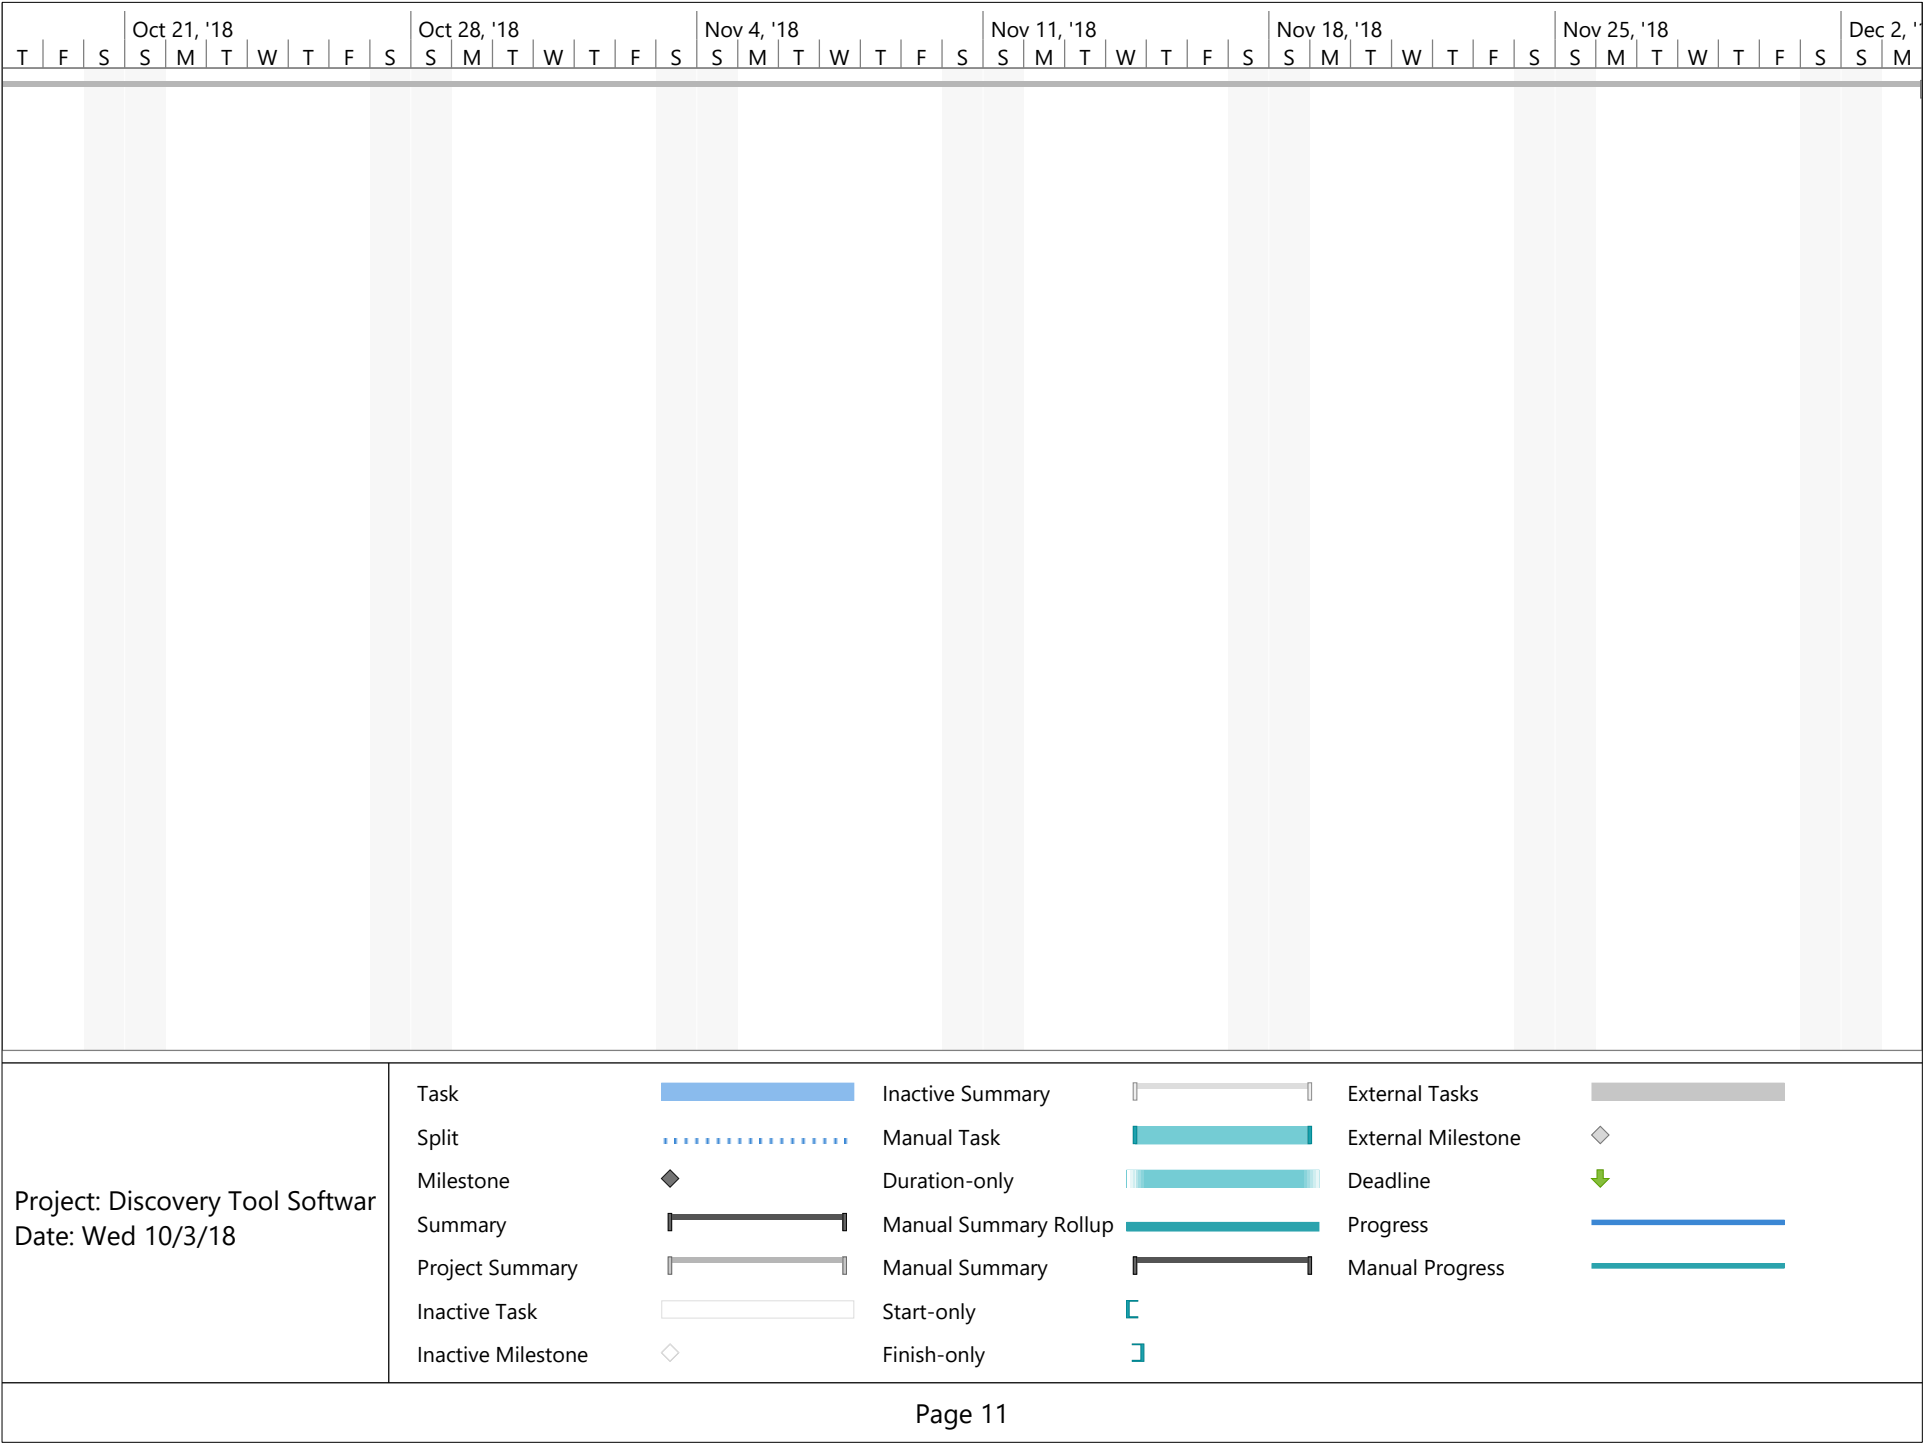 Oct 21, '18 Oct 28, '18 Nov 4, '18 Nov 11, '18 Nov 18, '18 Nov 25, '18 Dec 2, '
T F S S M T W T F S S M T W T F S S M T W T F S S M T W T F S S M T W T F S S M T W T F S S M
Project: Discovery Tool Softwar
Date: Wed 10/3/18
Task
Split
Milestone
Summary
Project Summary
Inactive Task
Inactive Milestone
Inactive Summary
Manual Task
Duration-only
Manual Summary Rollup
Manual Summary
Start-only
Finish-only
External Tasks
External Milestone
Deadline
Progress
Manual Progress
Page 11